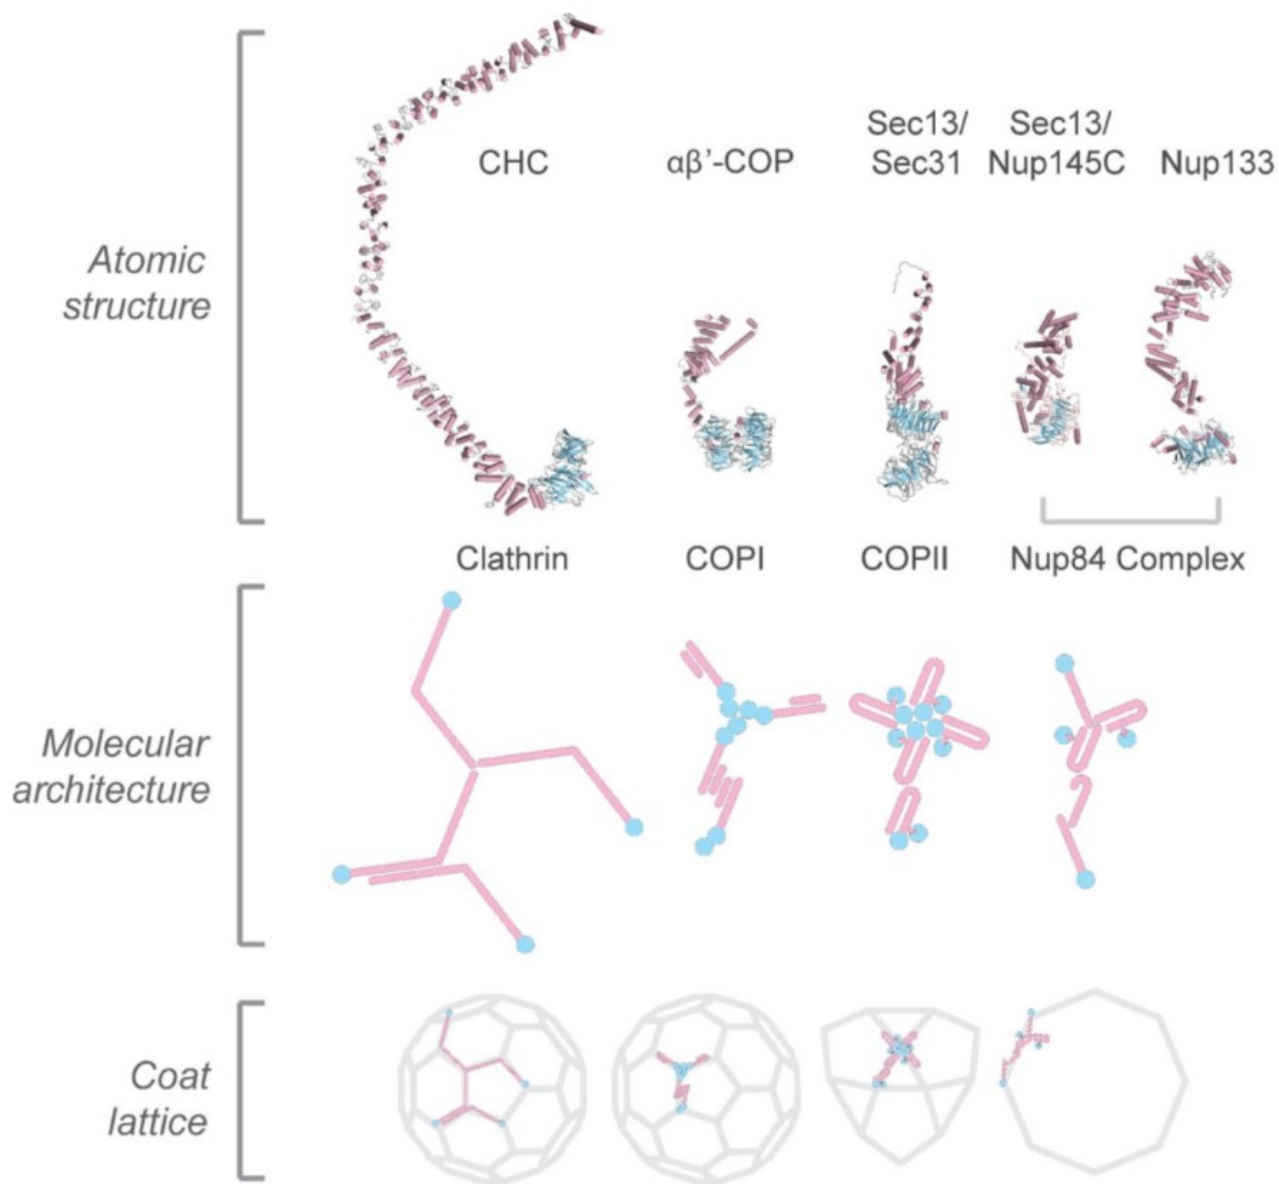 Atomic
structure
CHC
αβ’-COP
Sec13/
Sec31
Sec13/
Nup145C
Nup133
Clathrin
COPI
COPII
Nup84 Complex
Molecular
architecture
Coat
lattice